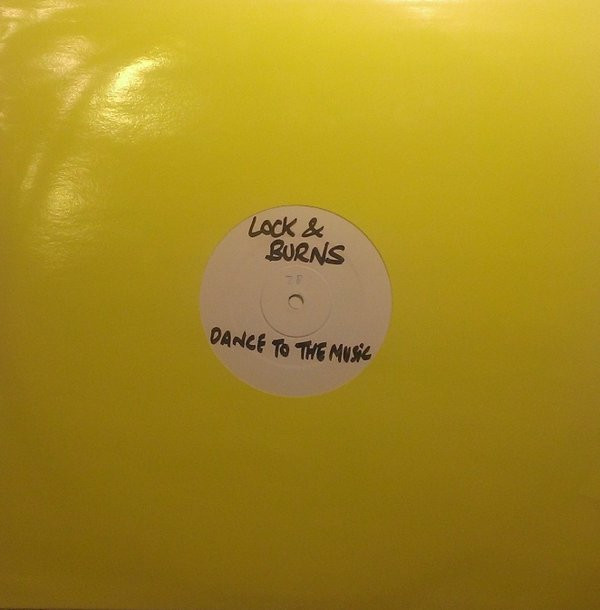 LOCK &
BURNS
DANCE TO THE MUSIC